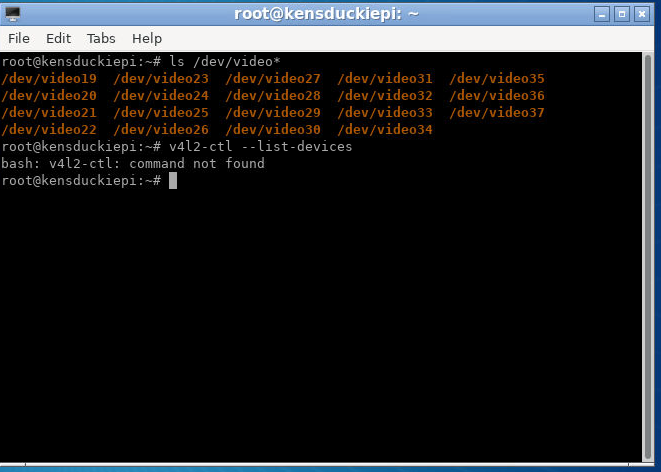 root@kensduckiepi: ~
File Edit Tabs Help
root@kensduckiepi:~# ls /dev/video*
/dev/video19 /dev/video23 /dev/video27 /dev/video31 /dev/video35
/dev/video20 /dev/video24 /dev/video28 /dev/video32 /dev/video36
/dev/video21 /dev/video25 /dev/video29 /dev/video33 /dev/video37
/dev/video22 /dev/video26 /dev/video30 /dev/video34
root@kensduckiepi:~# v4l2-ctl --list-devices
bash: v4l2-ctl: command not found
root@kensduckiepi:~#